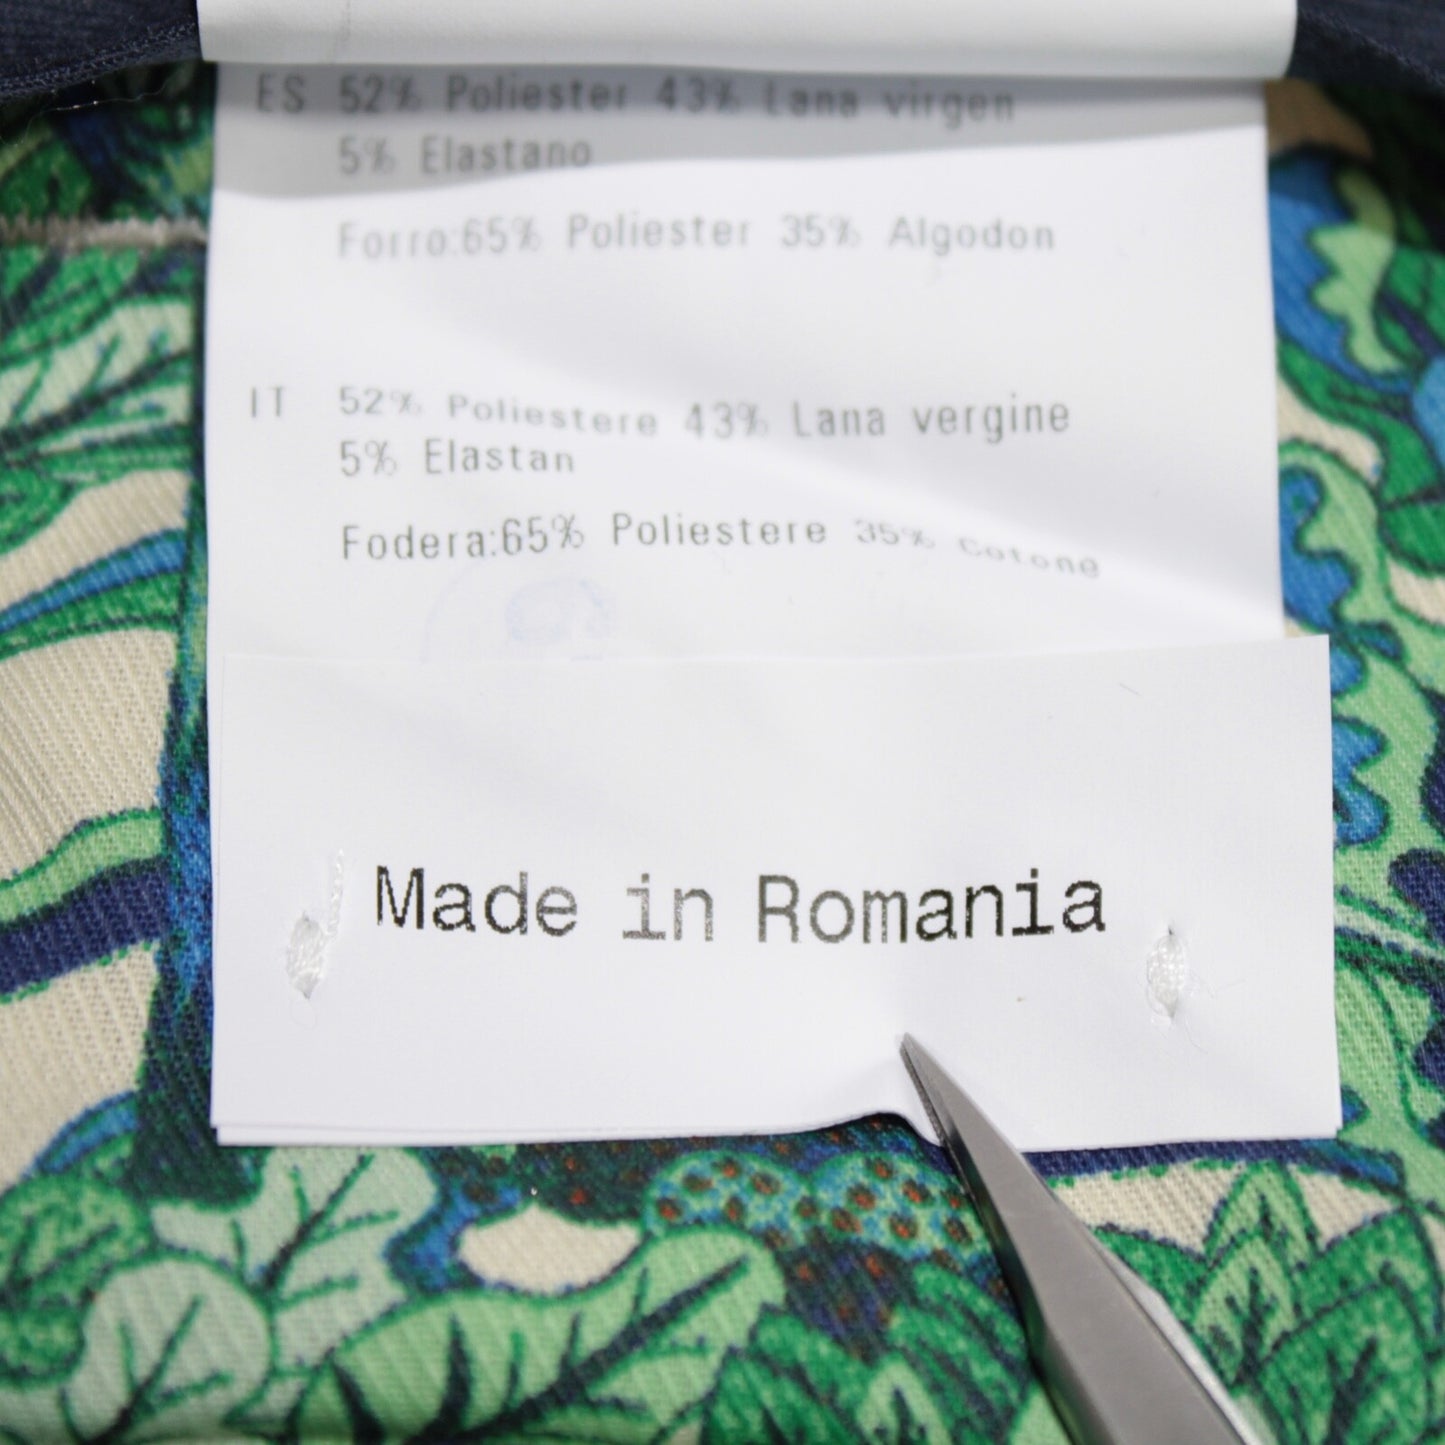 ES 52% Poliester 43% Lana virgen
5% Elastano
Forro:65% Poliester 35% Algodon
IT 52% Poliestere 43% Lana vergine
5% Elastan
Fodera:65% Poliestere 35% Cotone
Made in Romania